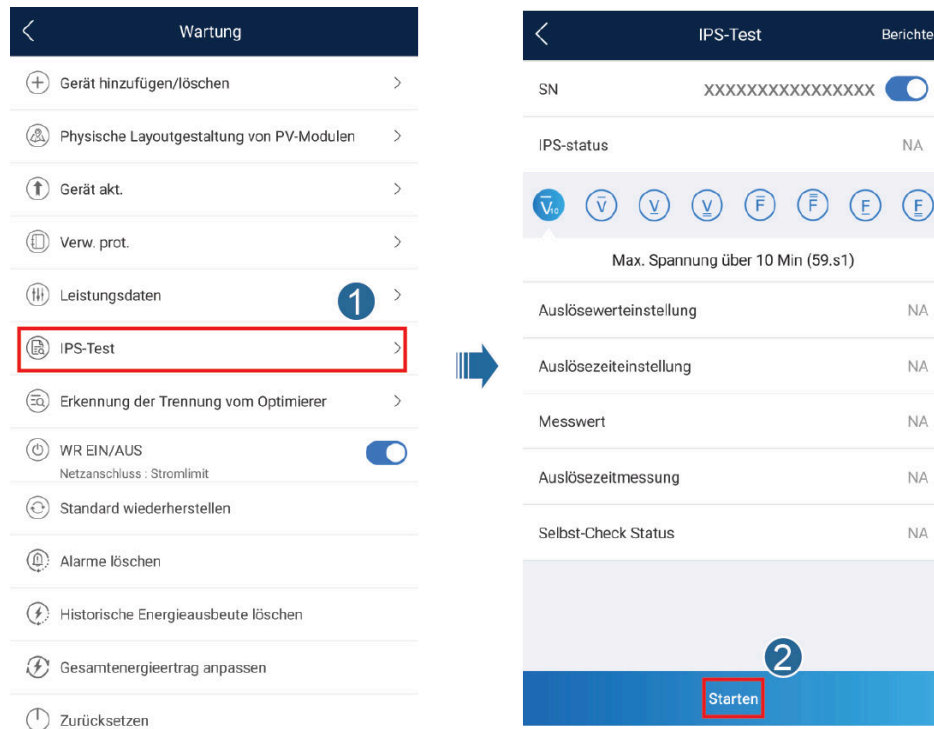 Wartung
Gerät hinzufügen/löschen
Physische Layoutgestaltung von PV-Modulen
Gerät akt.
Verw. prot.
Leistungsdaten
1
IPS-Test
Erkennung der Trennung vom Optimierer
WR EIN/AUS
Netzanschluss : Stromlimit
Standard wiederherstellen
Alarme löschen
Historische Energieausbeute löschen
Gesamtenergieertrag anpassen
Zurücksetzen
IPS-Test Berichte
SN XXXXXXXXXXXXXXXX
IPS-status NA
V̅₁₀ V̅ V̲ V̳ F̅ F̿ F̲ F̳
Max. Spannung über 10 Min (59.s1)
Auslösewerteinstellung NA
Auslösezeiteinstellung NA
Messwert NA
Auslösezeitmessung NA
Selbst-Check Status NA
2
Starten